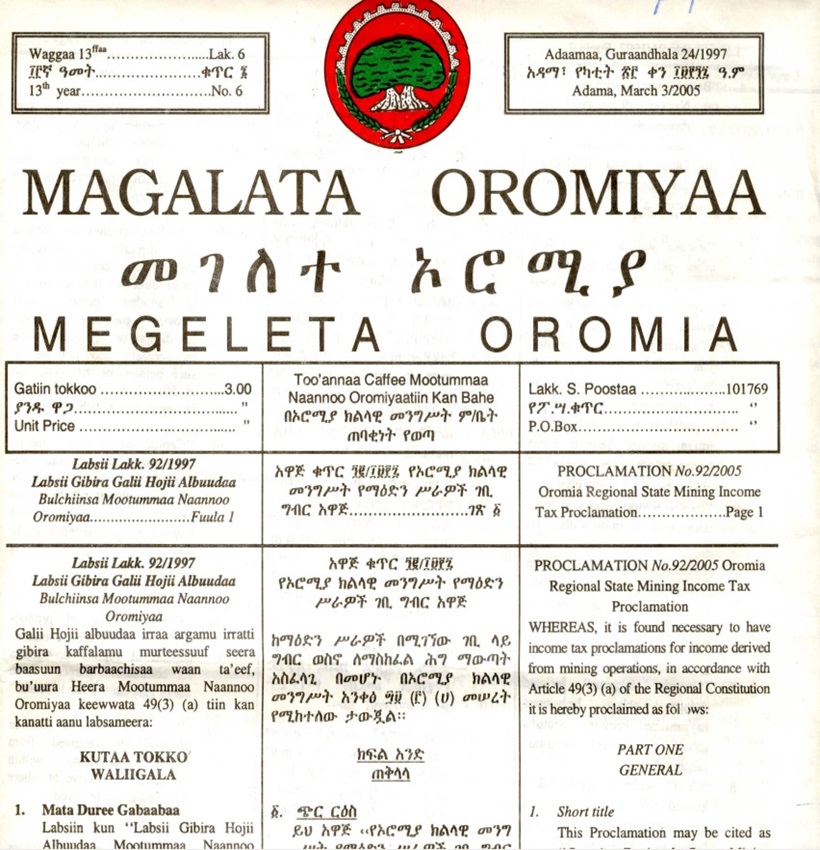 Waggaa 13ffaa.....................Lak. 6
፲፫ኛ ዓመት.......................ቁጥር ፮
13th year...........................No. 6
Adaamaa, Guraandhala 24/1997
አዳማ፣ የካቲት ፳፬ ቀን ፲፱፻፺፯ ዓ.ም
Adama, March 3/2005
MAGALATA OROMIYAA
መገለተ ኦሮሚያ
MEGELETA OROMIA
Gatiin tokkoo .........................3.00
ያንዱ ዋጋ................................ ”
Unit Price ............................. ”
Too'annaa Caffee Mootummaa
Naannoo Oromiyaatiin Kan Bahe
በኦሮሚያ ክልላዊ መንግሥት ም/ቤት
ጠባቂነት የወጣ
Lakk. S. Poostaa ................101769
የፖ.ሣ.ቁጥር........................... ‘’
P.O.Box................................ ‘’
Labsii Lakk. 92/1997
Labsii Gibira Galii Hojii Albuudaa
Bulchiinsa Mootummaa Naannoo
Oromiyaa.......................Fuula 1
አዋጅ ቁጥር ፺፪/፲፱፻፺፯ የኦሮሚያ ክልላዊ
መንግሥት የማዕድን ሥራዎች ገቢ
ግብር አዋጅ..........................ገጽ ፩
PROCLAMATION No.92/2005
Oromia Regional State Mining Income
Tax Proclamation......................Page 1
Labsii Lakk. 92/1997
Labsii Gibira Galii Hojii Albuudaa
Bulchiinsa Mootummaa Naannoo
Oromiyaa
Galii Hojii albuudaa irraa argamu irratti
gibira kaffalamu murteessuuf seera
baasuun barbaachisaa waan ta'eef,
bu'uura Heera Mootummaa Naannoo
Oromiyaa keewwata 49(3) (a) tiin kan
kanatti aanu labsameera:
KUTAA TOKKO
WALIIGALA
1. Mata Duree Gabaabaa
Labsiin kun “Labsii Gibira Hojii
Albuudaa Mootummaa Naannoo
አዋጅ ቁጥር ፺፪/፲፱፻፺፯
የኦሮሚያ ክልላዊ መንግሥት የማዕድን
ሥራዎች ገቢ ግብር አዋጅ
ከማዕድን ሥራዎች በሚገኘው ገቢ ላይ
ግብር ወስኖ ለማስከፈል ሕግ ማውጣት
አስፈላጊ በመሆኑ በኦሮሚያ ክልላዊ
መንግሥት አንቀፅ ፵፱ (፫) (ሀ) መሠረት
የሚከተለው ታውጇል።
ክፍል አንድ
ጠቅላላ
፩. ጭር ርዕስ
ይህ አዋጅ ‹‹የኦሮሚያ ክልላዊ መንግ
ሥት የማዕድን ሥራዎች ገቢ ግብር
PROCLAMATION No.92/2005 Oromia
Regional State Mining Income Tax
Proclamation
WHEREAS, it is found necessary to have
income tax proclamations for income derived
from mining operations, in accordance with
Article 49(3) (a) of the Regional Constitution
it is hereby proclaimed as follows:
PART ONE
GENERAL
1. Short title
This Proclamation may be cited as